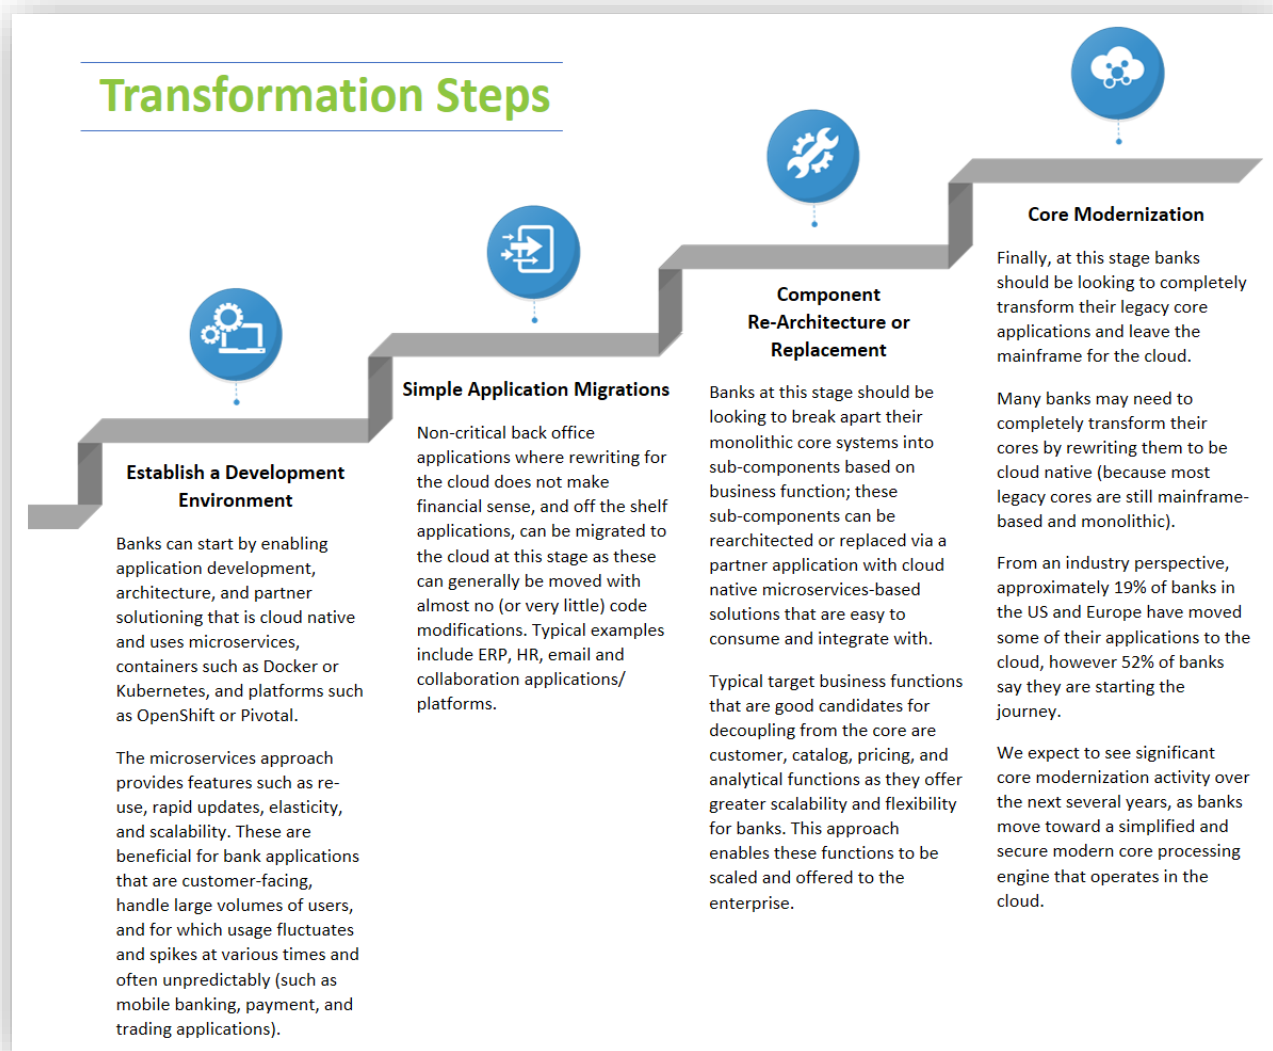 Transformation Steps
Establish a Development
Environment
Banks can start by enabling
application development,
architecture, and partner
solutioning that is cloud native
and uses microservices,
containers such as Docker or
Kubernetes, and platforms such
as OpenShift or Pivotal.
The microservices approach
provides features such as re-
use, rapid updates, elasticity,
and scalability. These are
beneficial for bank applications
that are customer-facing,
handle large volumes of users,
and for which usage fluctuates
and spikes at various times and
often unpredictably (such as
mobile banking, payment, and
trading applications).
Simple Application Migrations
Non-critical back office
applications where rewriting for
the cloud does not make
financial sense, and off the shelf
applications, can be migrated to
the cloud at this stage as these
can generally be moved with
almost no (or very little) code
modifications. Typical examples
include ERP, HR, email and
collaboration applications/
platforms.
Component
Re-Architecture or
Replacement
Banks at this stage should be
looking to break apart their
monolithic core systems into
sub-components based on
business function; these
sub-components can be
rearchitected or replaced via a
partner application with cloud
native microservices-based
solutions that are easy to
consume and integrate with.
Typical target business functions
that are good candidates for
decoupling from the core are
customer, catalog, pricing, and
analytical functions as they offer
greater scalability and flexibility
for banks. This approach
enables these functions to be
scaled and offered to the
enterprise.
Core Modernization
Finally, at this stage banks
should be looking to completely
transform their legacy core
applications and leave the
mainframe for the cloud.
Many banks may need to
completely transform their
cores by rewriting them to be
cloud native (because most
legacy cores are still mainframe-
based and monolithic).
From an industry perspective,
approximately 19% of banks in
the US and Europe have moved
some of their applications to the
cloud, however 52% of banks
say they are starting the
journey.
We expect to see significant
core modernization activity over
the next several years, as banks
move toward a simplified and
secure modern core processing
engine that operates in the
cloud.